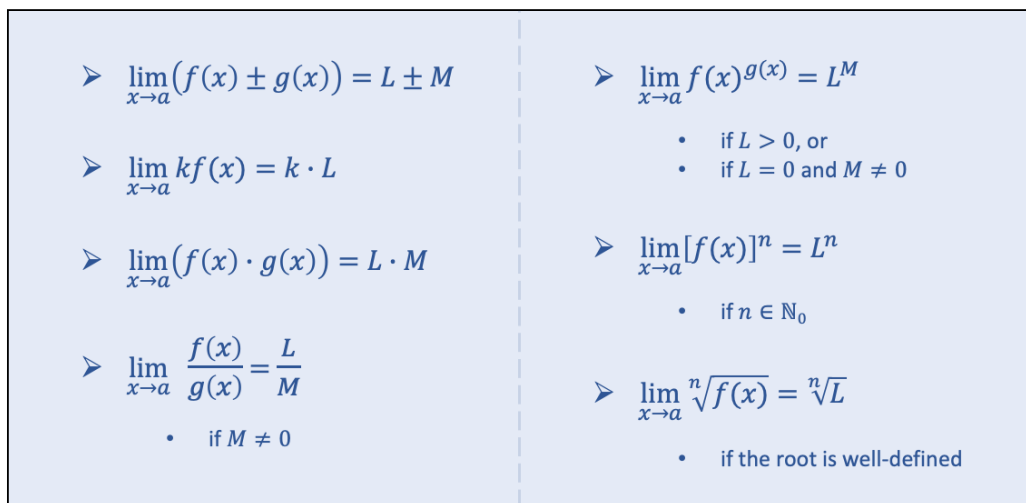 ➤ lim_{x→a} (f(x) ± g(x)) = L ± M
➤ lim_{x→a} kf(x) = k · L
➤ lim_{x→a} (f(x) · g(x)) = L · M
➤ lim_{x→a} f(x)/g(x) = L/M
• if M ≠ 0
➤ lim_{x→a} f(x)^{g(x)} = L^M
• if L > 0, or
• if L = 0 and M ≠ 0
➤ lim_{x→a} [f(x)]^n = L^n
• if n ∈ ℕ₀
➤ lim_{x→a} ⁿ√f(x) = ⁿ√L
• if the root is well-defined